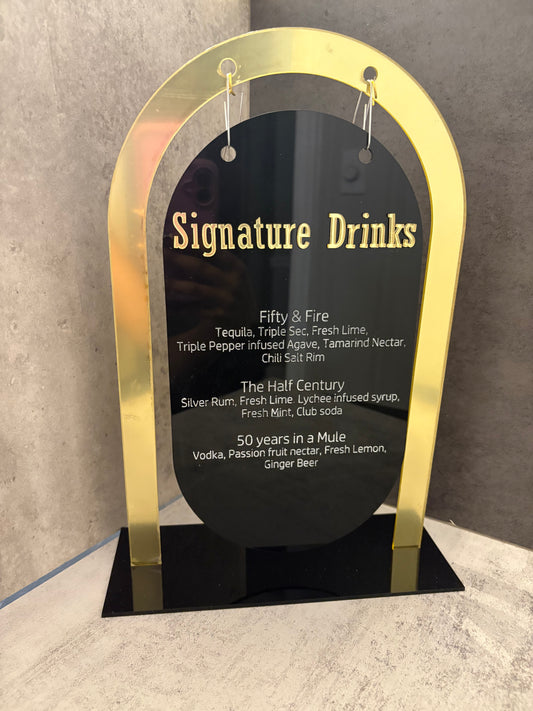 Signature Drinks
Fifty & Fire
Tequila, Triple Sec, Fresh Lime,
Triple Pepper infused Agave, Tamarind Nectar.
Chili Salt Rim
The Half Century
Silver Rum, Fresh Lime. Lychee infused syrup,
Fresh Mint, Club soda
50 years in a Mule
Vodka, Passion fruit nectar, Fresh Lemon,
Ginger Beer